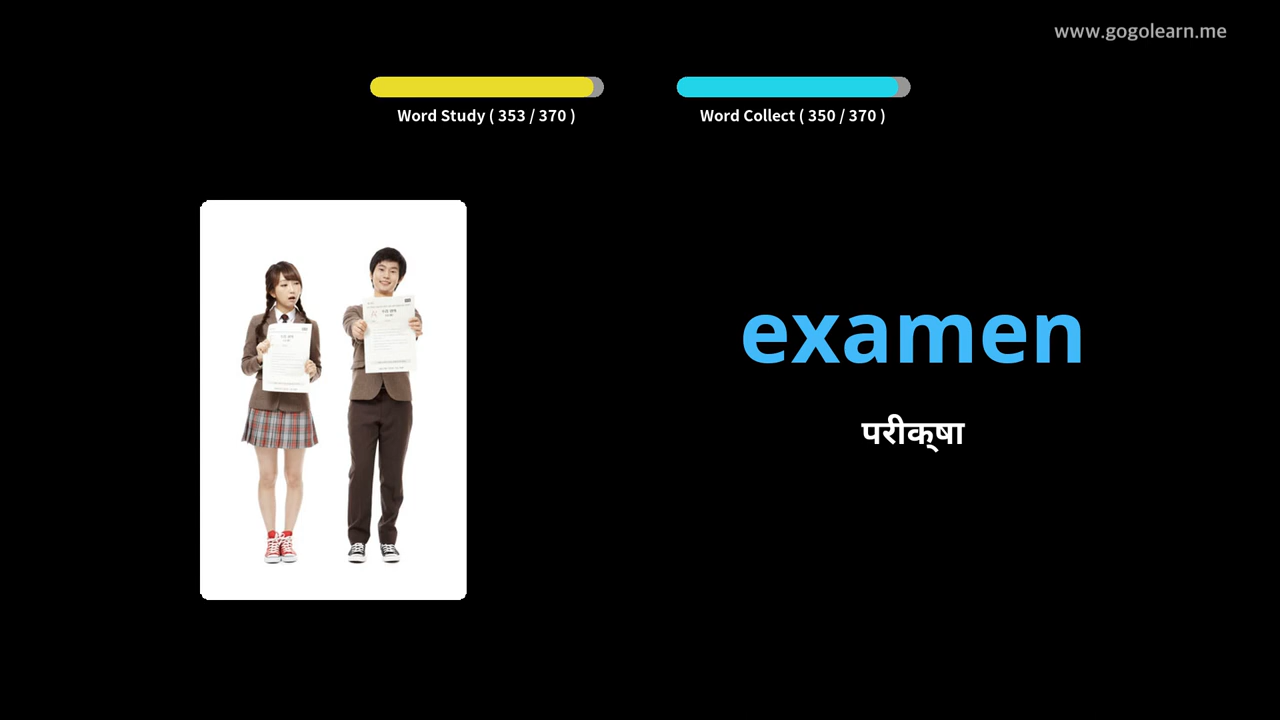 www.gogolearn.me
Word Study ( 353 / 370 )
Word Collect ( 350 / 370 )
examen
परीक्‌षा